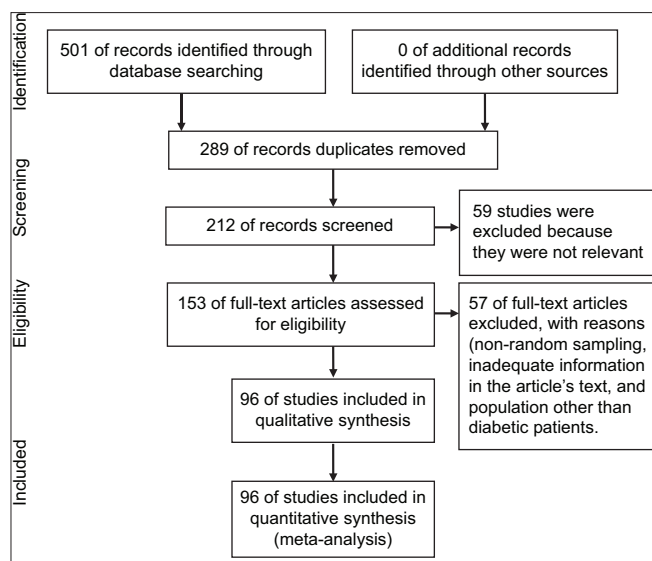 Identification
501 of records identified through
database searching
0 of additional records
identified through other sources
289 of records duplicates removed
Screening
212 of records screened
59 studies were
excluded because
they were not relevant
Eligibility
153 of full-text articles assessed
for eligibility
57 of full-text articles
excluded, with reasons
(non-random sampling,
inadequate information
in the article's text, and
population other than
diabetic patients.
96 of studies included in
qualitative synthesis
Included
96 of studies included in
quantitative synthesis
(meta-analysis)